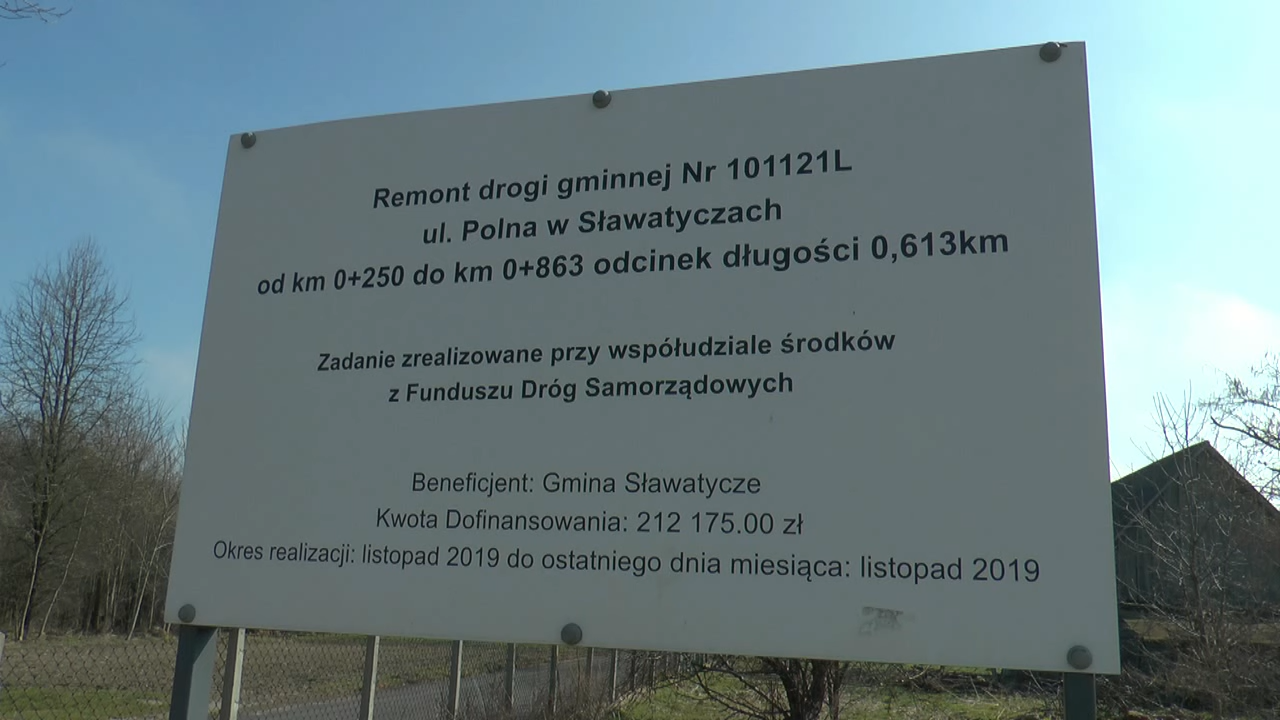 Remont drogi gminnej Nr 101121L
ul. Polna w Sławatyczach
od km 0+250 do km 0+863 odcinek długości 0,613km
Zadanie zrealizowane przy współudziale środków
z Funduszu Dróg Samorządowych
Beneficjent: Gmina Sławatycze
Kwota Dofinansowania: 212 175.00 zł
Okres realizacji: listopad 2019 do ostatniego dnia miesiąca: listopad 2019